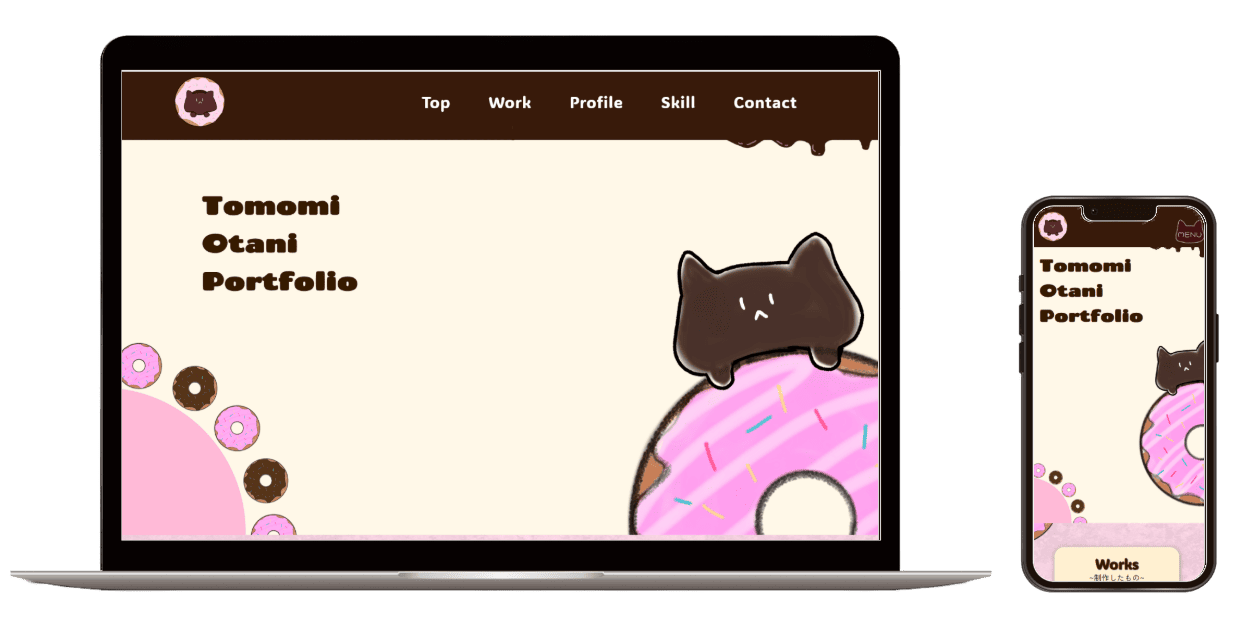 Top Work Profile Skill Contact
Tomomi
Otani
Portfolio
MENU
Tomomi
Otani
Portfolio
Works
~制作したもの~